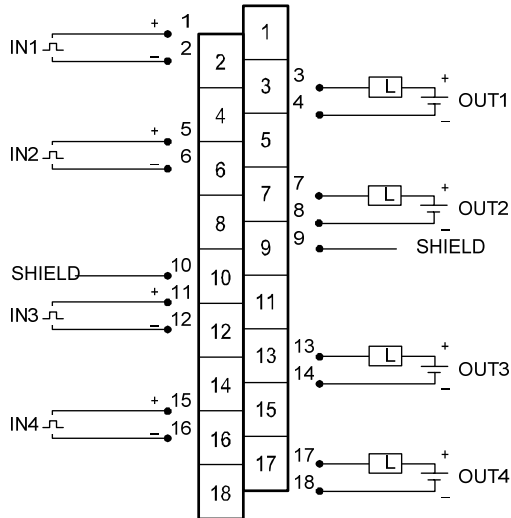 IN1
+ 1
– 2
IN2
+ 5
– 6
SHIELD 10
IN3
+ 11
– 12
IN4
+ 15
– 16
1
2
3
4
5
6
7
8
9
10
11
12
13
14
15
16
17
18
3 L +
4 –
OUT1
7 L +
8 –
OUT2
9 SHIELD
13 L +
14 –
OUT3
17 L +
18 –
OUT4